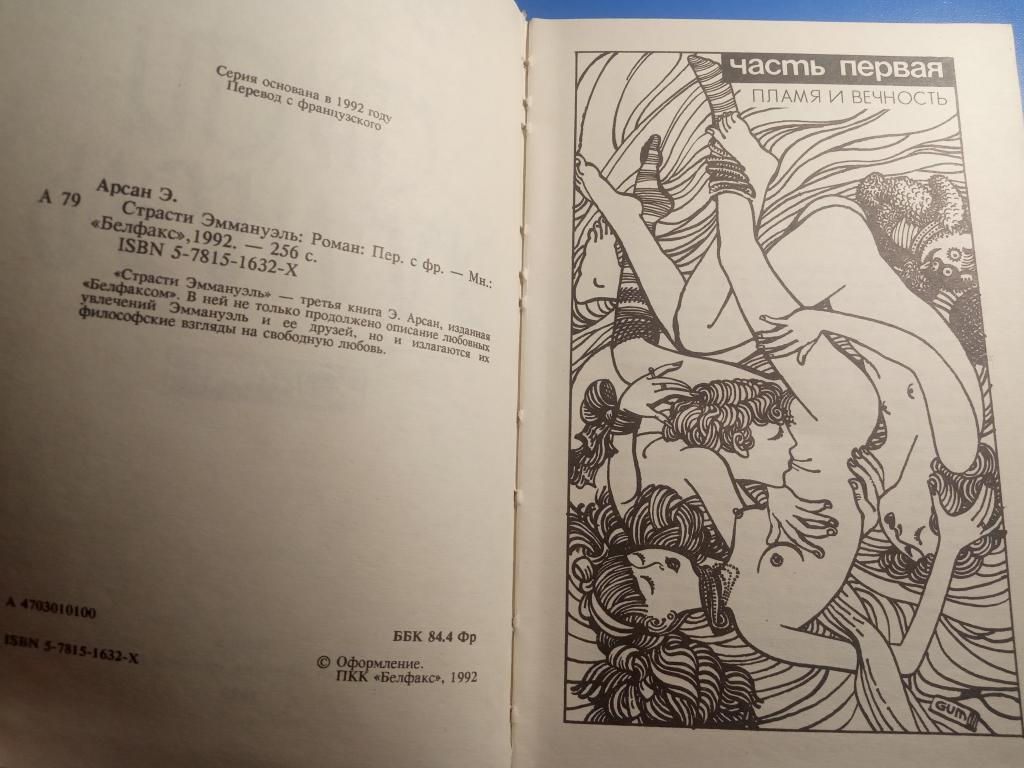 Серия основана в 1992 году
Перевод с французского
Арсан Э.
А 79 Страсти Эммануэль: Роман: Пер. с фр. — Мн.:
«Белфакс»,1992. — 256 с.
ISBN 5-7815-1632-X
«Страсти Эммануэль» — третья книга Э. Арсан, изданная
«Белфаксом». В ней не только продолжено описание любовных
увлечений Эммануэль и ее друзей, но и излагаются их
философские взгляды на свободную любовь.
А 4703010100
ББК 84.4 Фр
ISBN 5-7815-1632-X
© Оформление.
ПКК «Белфакс», 1992
часть первая
ПЛАМЯ И ВЕЧНОСТЬ